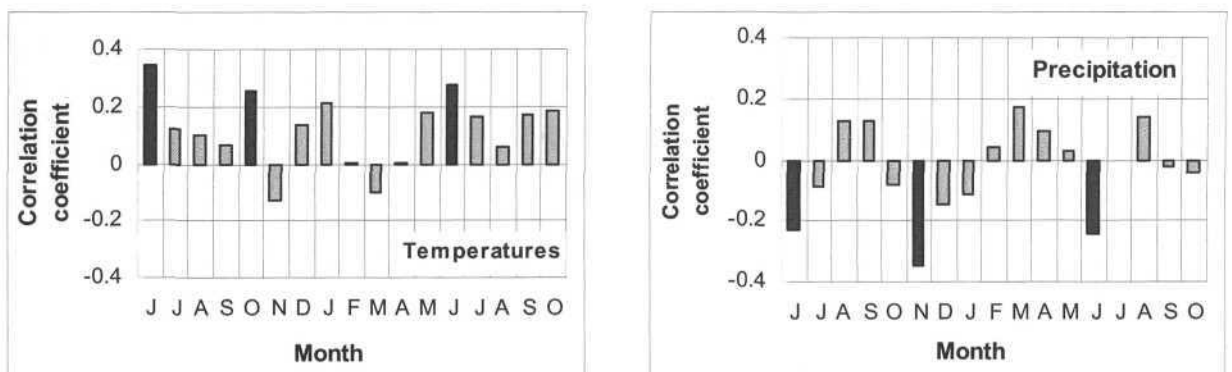 0.4
0.2
0
-0.2
-0.4
Correlation
coefficient
Temperatures
J J A S O N D J F M A M J J A S O
Month
0.4
0.2
0
-0.2
-0.4
Correlation
coefficient
Precipitation
J J A S O N D J F M A M J J A S O
Month